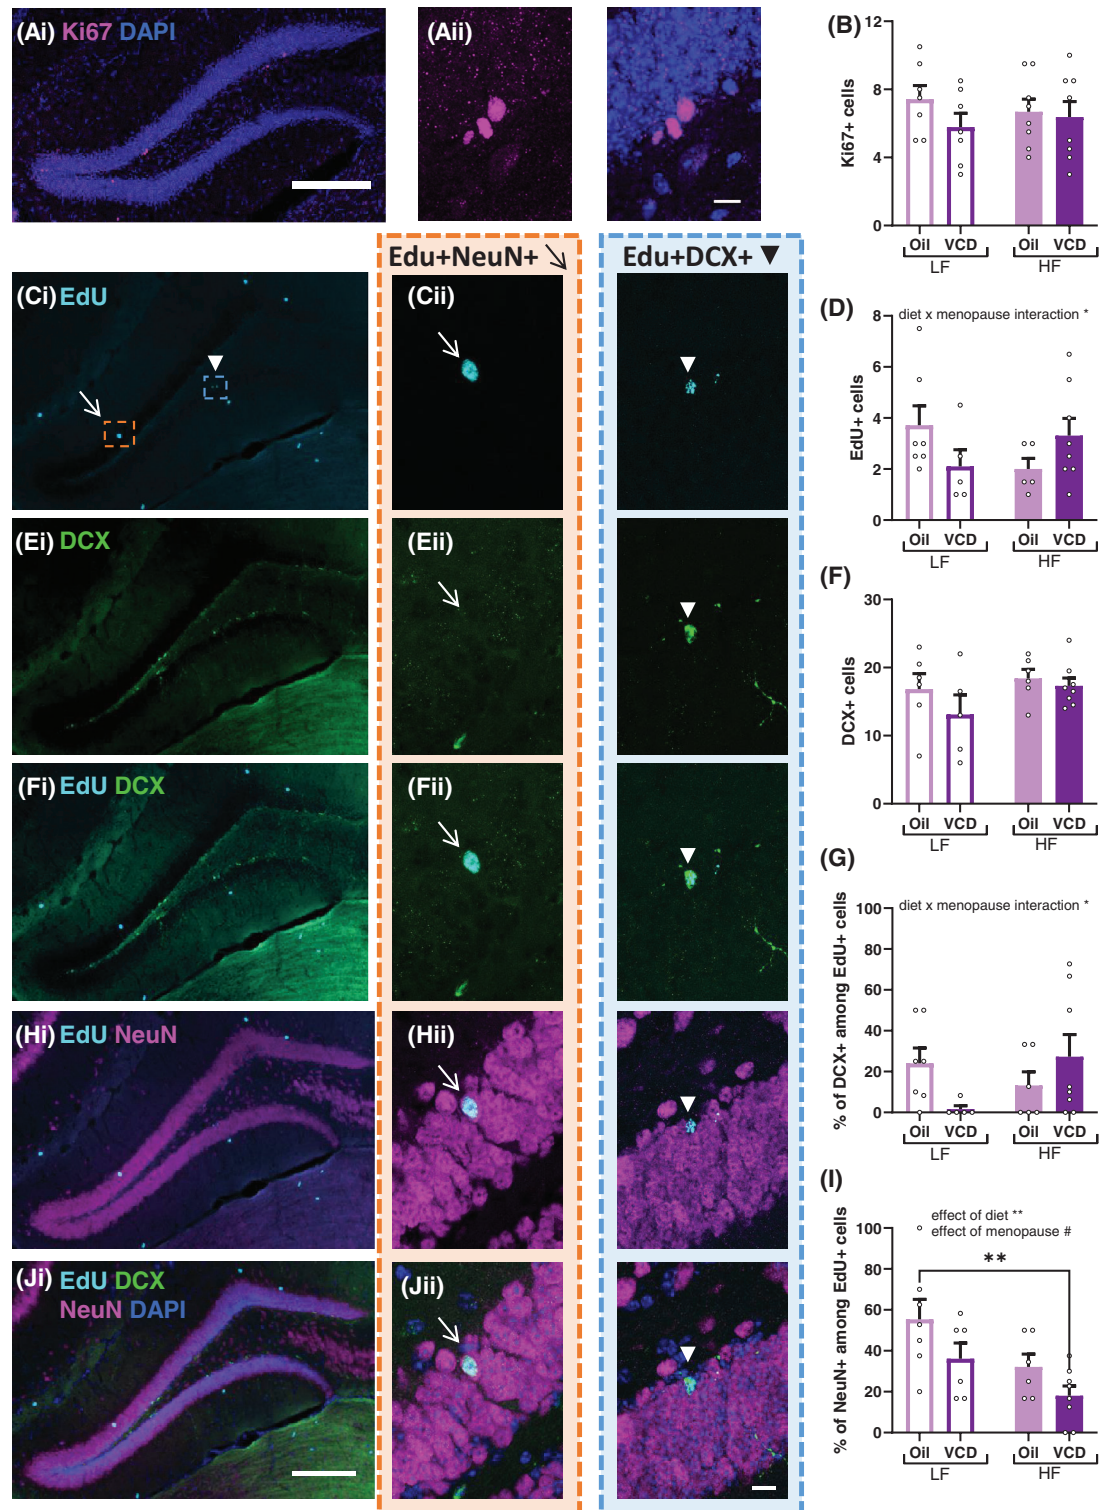 (Ai) Ki67 DAPI
(Aii)
(B)
Ki67+ cells
12
8
4
0
Oil VCD Oil VCD
LF HF
Edu+NeuN+
Edu+DCX+
(Ci) EdU
(Cii)
(D)
diet x menopause interaction *
EdU+ cells
8
6
4
2
0
Oil VCD Oil VCD
LF HF
(Ei) DCX
(Eii)
(F)
DCX+ cells
30
20
10
0
Oil VCD Oil VCD
LF HF
(Fi) EdU DCX
(Fii)
(G)
diet x menopause interaction *
% of DCX+ among EdU+ cells
100
80
60
40
20
0
Oil VCD Oil VCD
LF HF
(Hi) EdU NeuN
(Hii)
(I)
effect of diet **
effect of menopause #
**
% of NeuN+ among EdU+ cells
100
80
60
40
20
0
Oil VCD Oil VCD
LF HF
(Ji) EdU DCX
NeuN DAPI
(Jii)